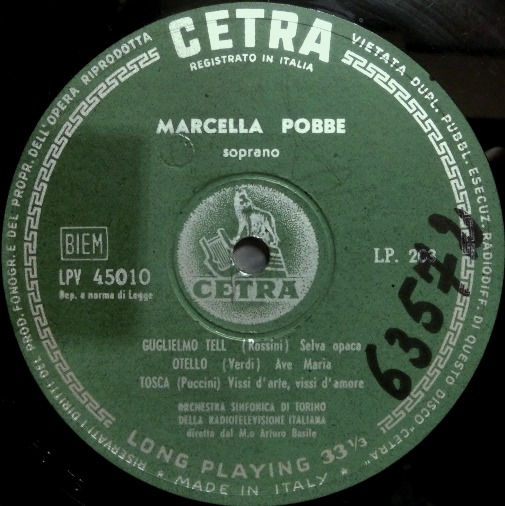 CETRA
REGISTRATO IN ITALIA
RISERVATI I DIRITTI DEL PROD. FONOGR. E DEL PROPR. DELL'OPERA RIPRODOTTA
VIETATA DUPL. PUBBL. ESECUZ. RADIODIFF. DI QUESTO DISCO "CETRA"
MARCELLA POBBE
soprano
BIEM
LPV 45010
Dep. a norma di Legge
LP.
CETRA
GUGLIELMO TELL (Rossini) Selva opaca
OTELLO (Verdi) Ave Maria
TOSCA (Puccini) Vissi d'arte, vissi d'amore
ORCHESTRA SINFONICA DI TORINO
DELLA RADIOTELEVISIONE ITALIANA
diretta dal M.o Arturo Basile
LONG PLAYING 33 1/3
★ MADE IN ITALY ★